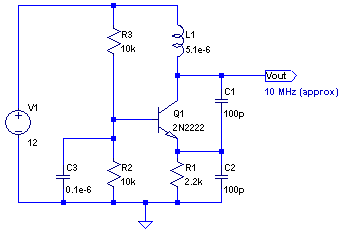 R3
10k
L1
5.1e-6
Vout
10 MHz (approx)
C1
100p
V1
12
Q1
2N2222
C3
0.1e-6
R2
10k
R1
2.2k
C2
100p